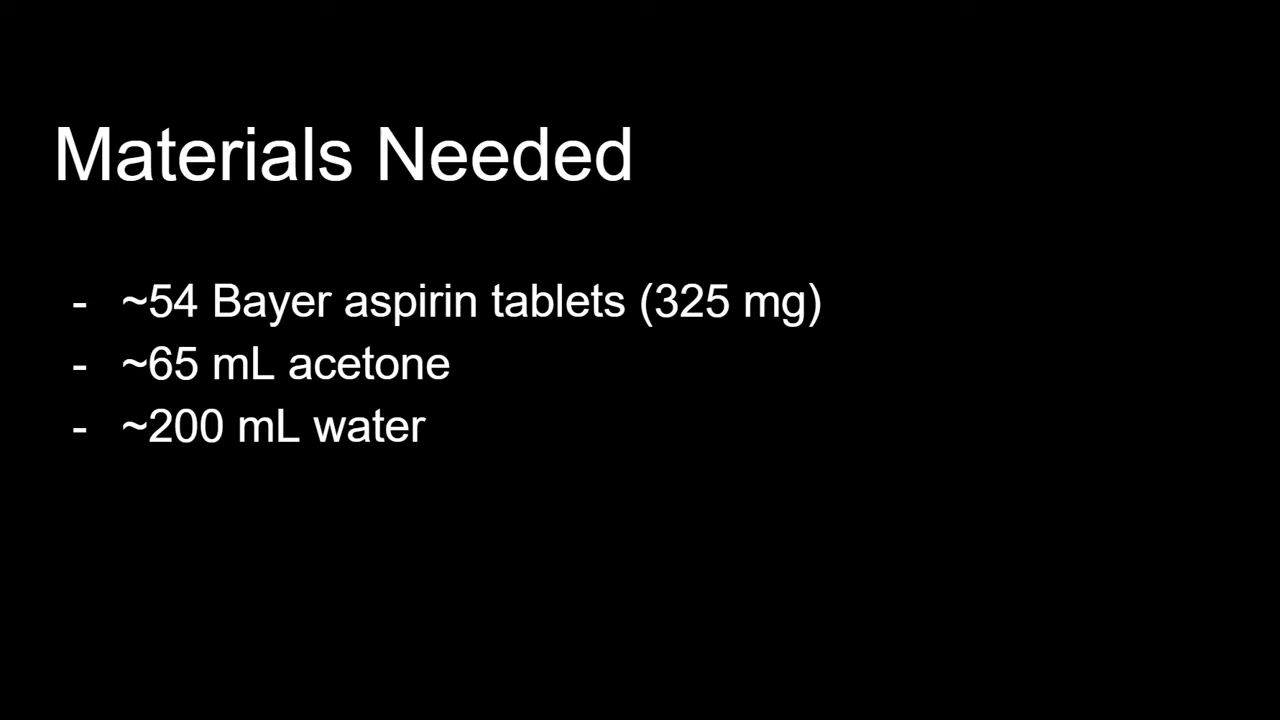 Materials Needed
- ~54 Bayer aspirin tablets (325 mg)
- ~65 mL acetone
- ~200 mL water